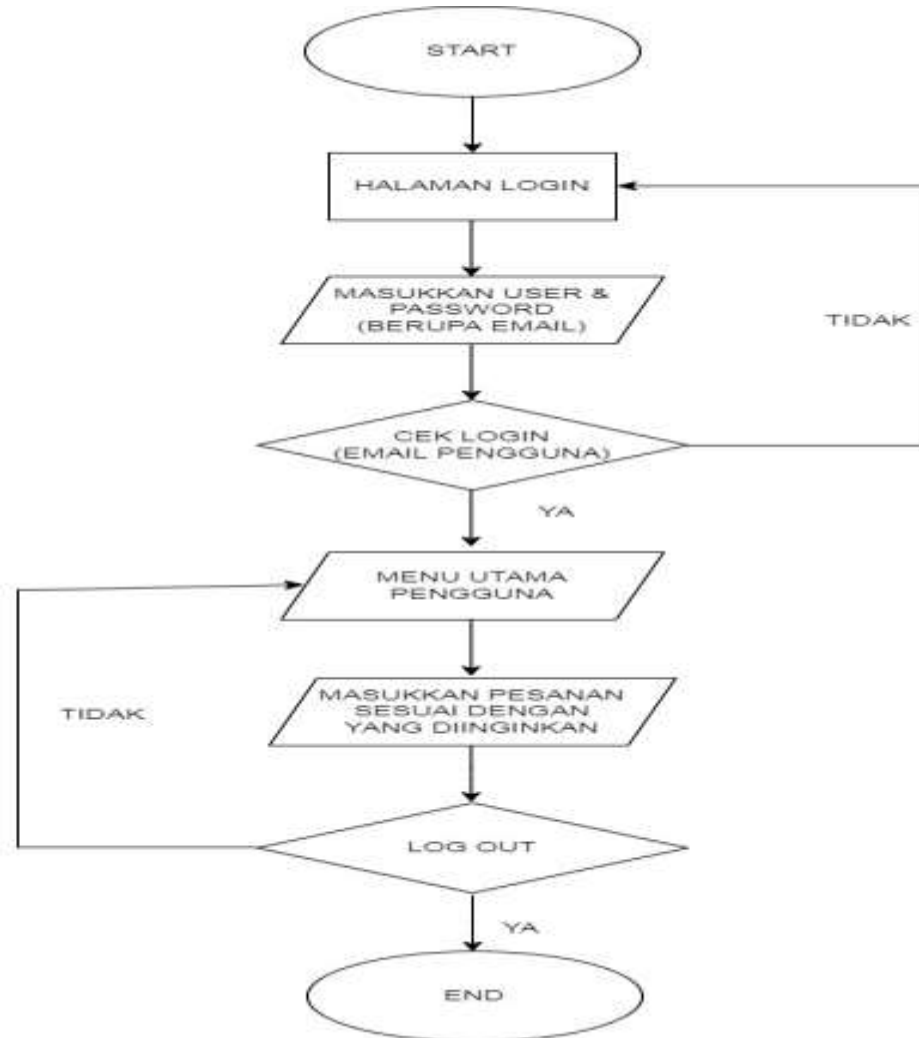 START
HALAMAN LOGIN
MASUKKAN USER &
PASSWORD
(BERUPA EMAIL)
TIDAK
CEK LOGIN
(EMAIL PENGGUNA)
YA
MENU UTAMA
PENGGUNA
MASUKKAN PESANAN
SESUAI DENGAN
YANG DIINGINKAN
TIDAK
LOG OUT
YA
END